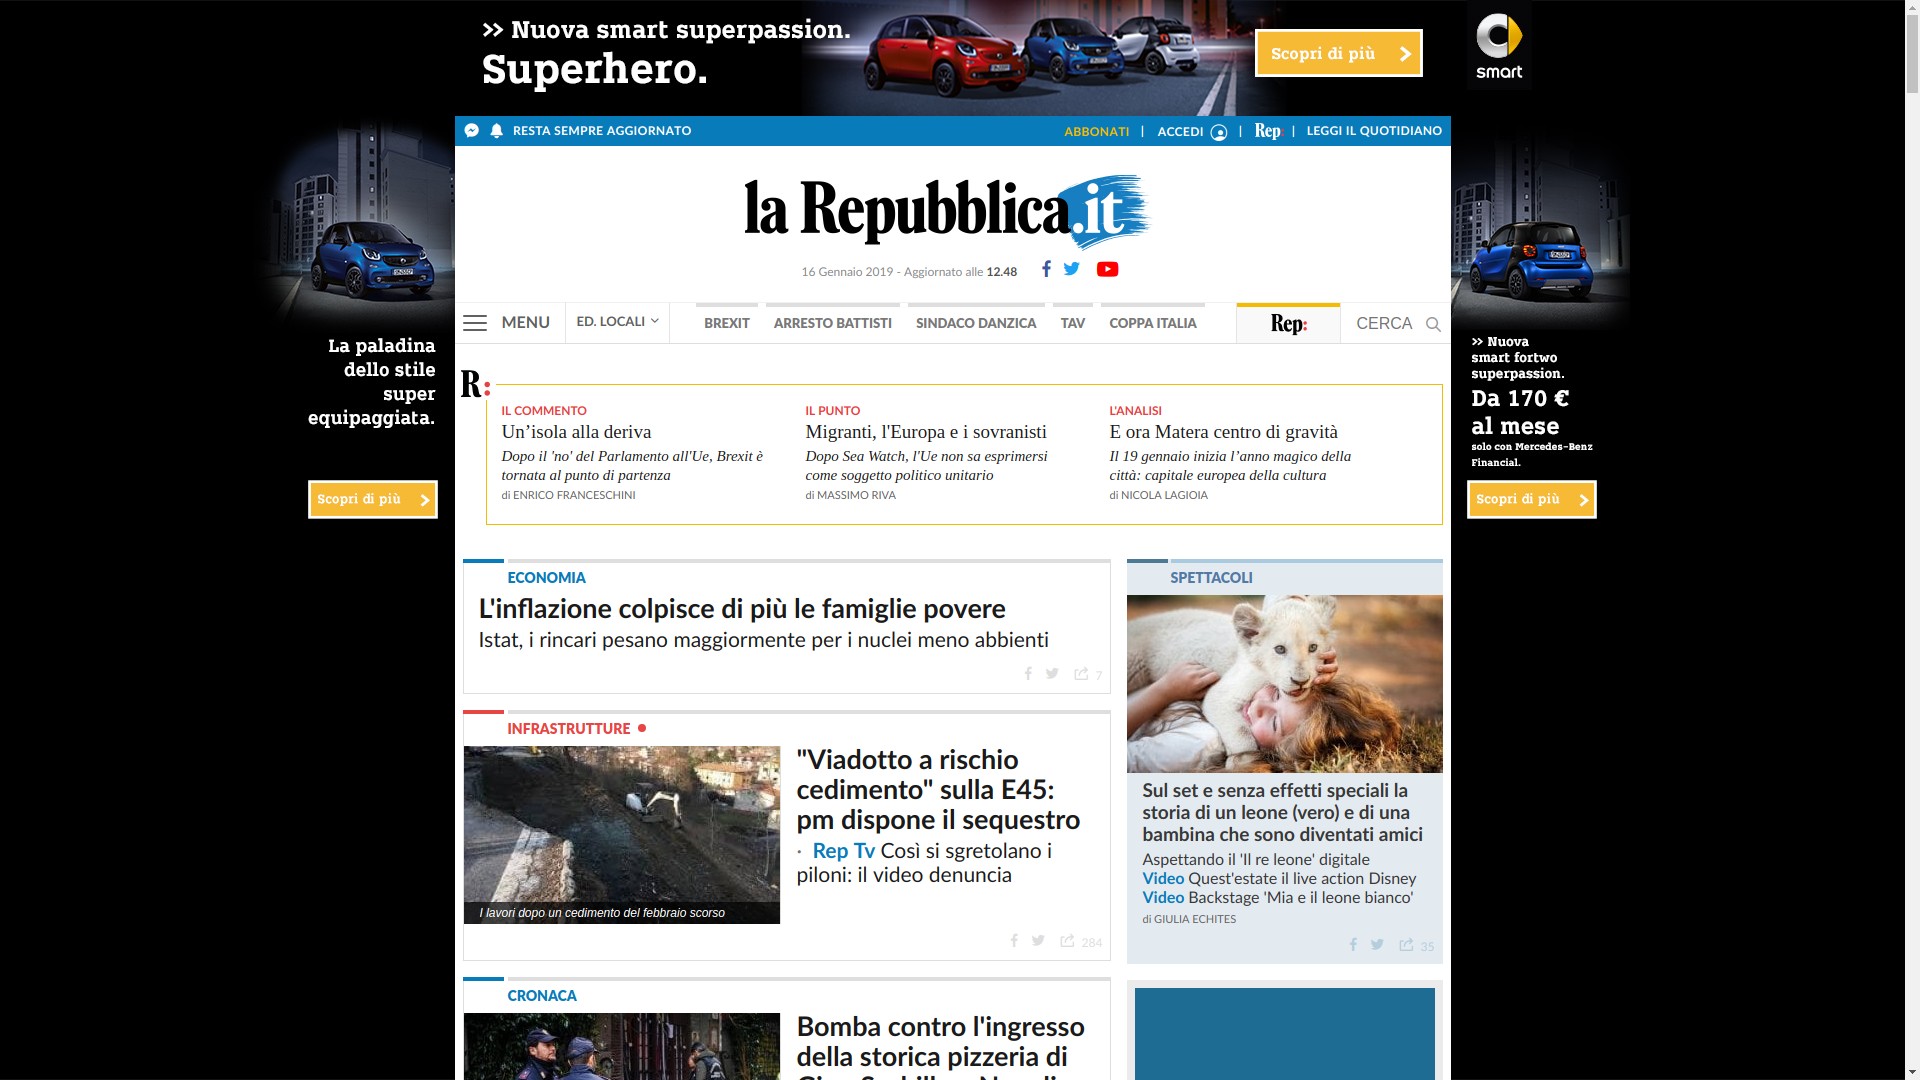 >> Nuova smart superpassion.
Superhero.
Scopri di più
smart
RESTA SEMPRE AGGIORNATO
ABBONATI | ACCEDI | Rep: | LEGGI IL QUOTIDIANO
la Repubblica.it
16 Gennaio 2019 - Aggiornato alle 12.48
MENU
ED. LOCALI
BREXIT
ARRESTO BATTISTI
SINDACO DANZICA
TAV
COPPA ITALIA
Rep:
CERCA
La paladina
dello stile
super
equipaggiata.
Scopri di più
>> Nuova
smart fortwo
superpassion.
Da 170 €
al mese
solo con Mercedes-Benz
Financial.
Scopri di più
R:
IL COMMENTO
Un’isola alla deriva
Dopo il 'no' del Parlamento all'Ue, Brexit è
tornata al punto di partenza
di ENRICO FRANCESCHINI
IL PUNTO
Migranti, l'Europa e i sovranisti
Dopo Sea Watch, l'Ue non sa esprimersi
come soggetto politico unitario
di MASSIMO RIVA
L'ANALISI
E ora Matera centro di gravità
Il 19 gennaio inizia l’anno magico della
città: capitale europea della cultura
di NICOLA LAGIOIA
ECONOMIA
L'inflazione colpisce di più le famiglie povere
Istat, i rincari pesano maggiormente per i nuclei meno abbienti
7
INFRASTRUTTURE
"Viadotto a rischio
cedimento" sulla E45:
pm dispone il sequestro
· Rep Tv Così si sgretolano i
piloni: il video denuncia
I lavori dopo un cedimento del febbraio scorso
284
CRONACA
Bomba contro l'ingresso
della storica pizzeria di
SPETTACOLI
Sul set e senza effetti speciali la
storia di un leone (vero) e di una
bambina che sono diventati amici
Aspettando il 'Il re leone' digitale
Video Quest'estate il live action Disney
Video Backstage 'Mia e il leone bianco'
di GIULIA ECHITES
35